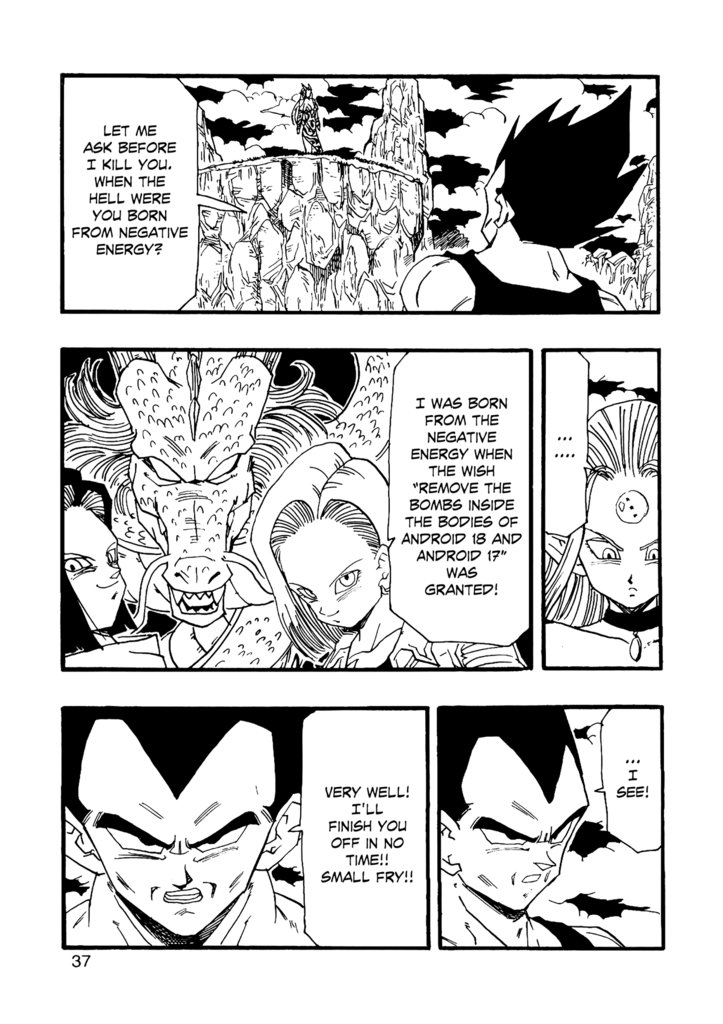 LET ME
ASK BEFORE
I KILL YOU.
WHEN THE
HELL WERE
YOU BORN
FROM NEGATIVE
ENERGY?
...
....
I WAS BORN
FROM THE
NEGATIVE
ENERGY WHEN
THE WISH
"REMOVE THE
BOMBS INSIDE
THE BODIES OF
ANDROID 18 AND
ANDROID 17"
WAS
GRANTED!
...
I
SEE!
VERY WELL!
I'LL
FINISH YOU
OFF IN NO
TIME!!
SMALL FRY!!
37